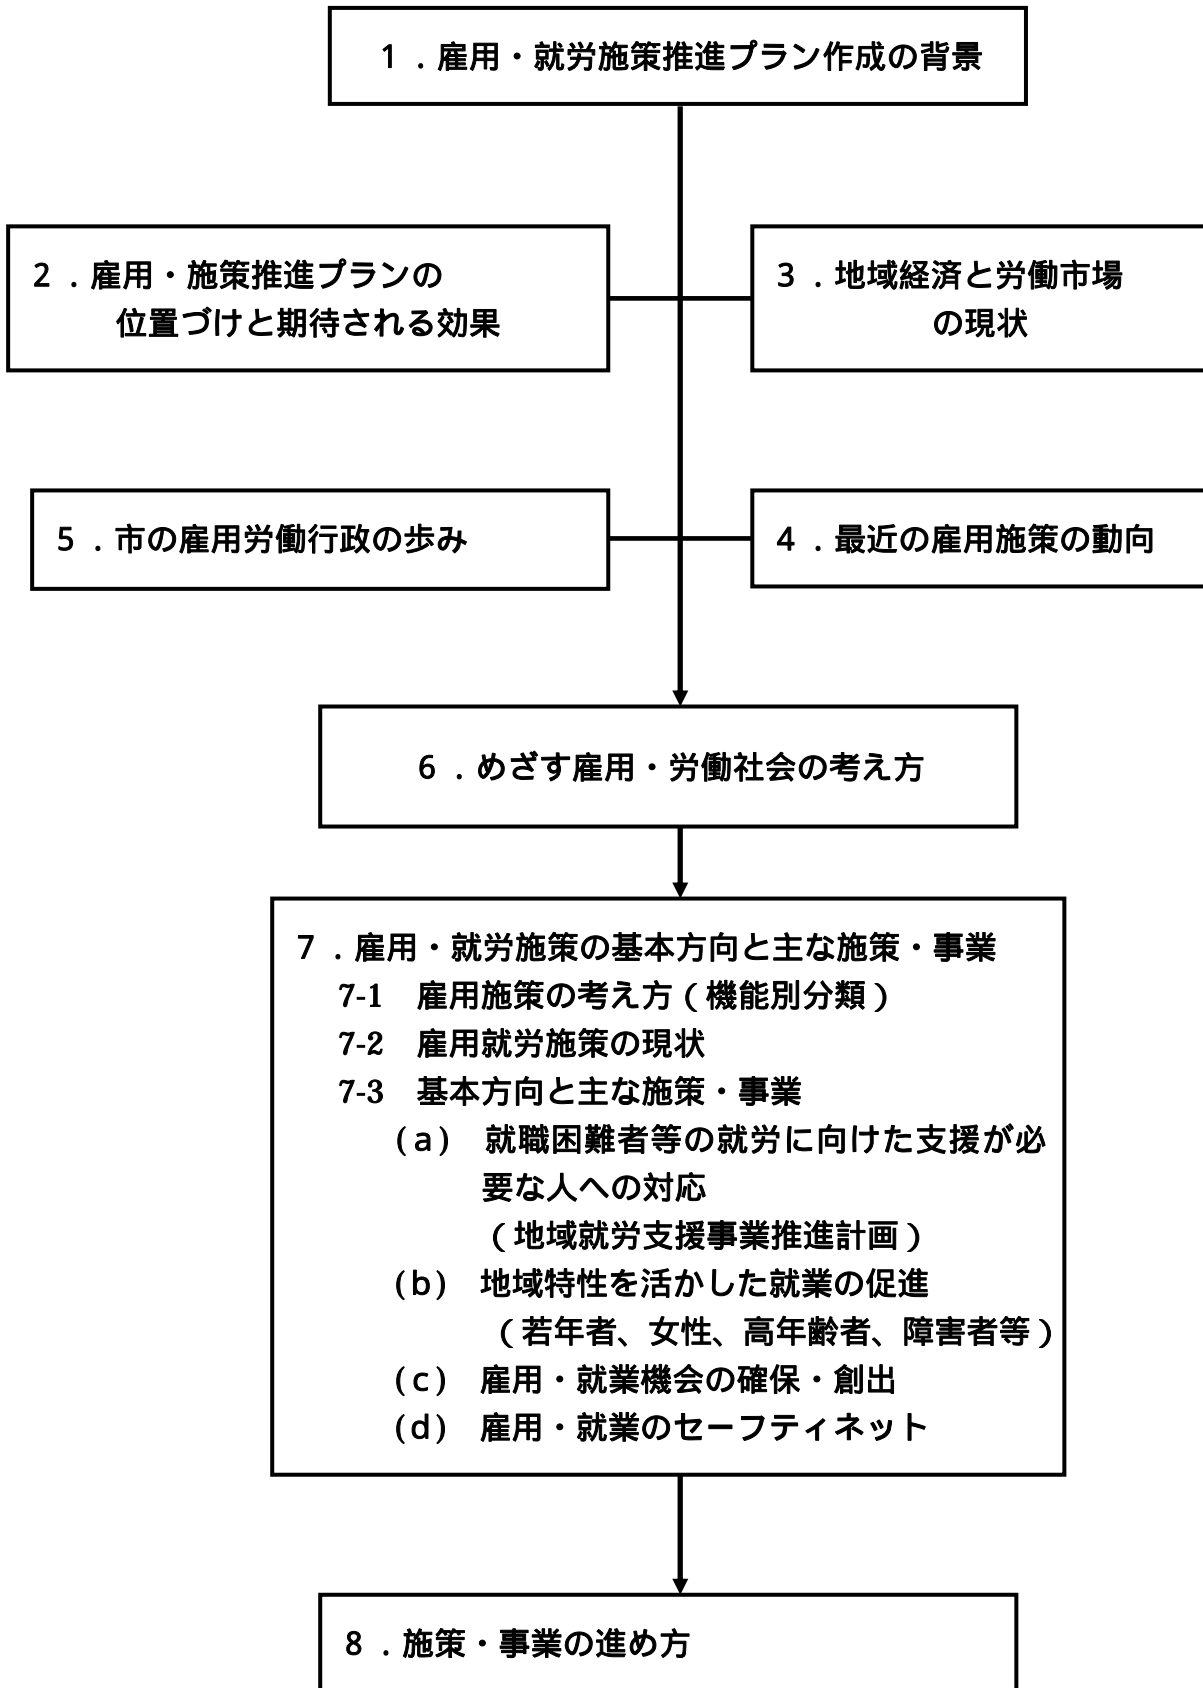 １．雇用・就労施策推進プラン作成の背景
２．雇用・施策推進プランの
位置づけと期待される効果
３．地域経済と労働市場
の現状
５．市の雇用労働行政の歩み
４．最近の雇用施策の動向
６．めざす雇用・労働社会の考え方
７．雇用・就労施策の基本方向と主な施策・事業
7-1　雇用施策の考え方（機能別分類）
7-2　雇用就労施策の現状
7-3　基本方向と主な施策・事業
(a)　就職困難者等の就労に向けた支援が必
要な人への対応
（地域就労支援事業推進計画）
(b)　地域特性を活かした就業の促進
（若年者、女性、高年齢者、障害者等）
(c)　雇用・就業機会の確保・創出
(d)　雇用・就業のセーフティネット
８．施策・事業の進め方